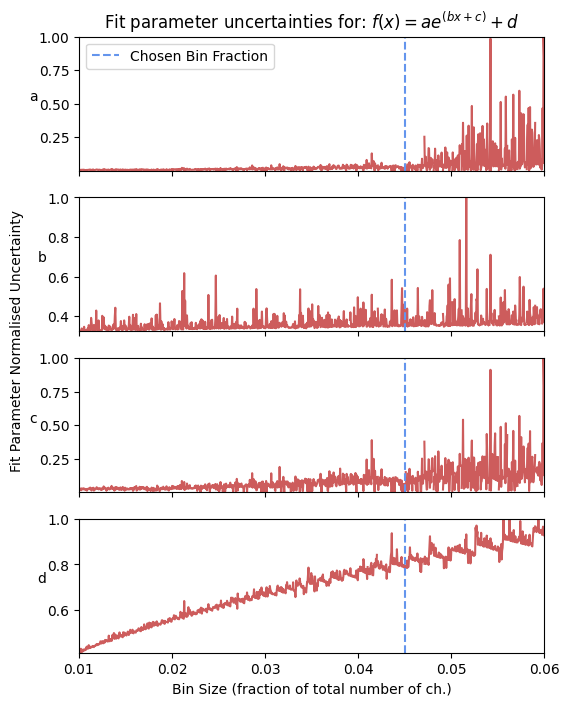 Fit parameter uncertainties for: f(x) = ae^(bx + c) + d
Chosen Bin Fraction
1.00
0.75
0.50
0.25
a
1.0
0.8
0.6
0.4
b
1.00
0.75
0.50
0.25
c
1.0
0.8
0.6
d
Fit Parameter Normalised Uncertainty
0.01 0.02 0.03 0.04 0.05 0.06
Bin Size (fraction of total number of ch.)